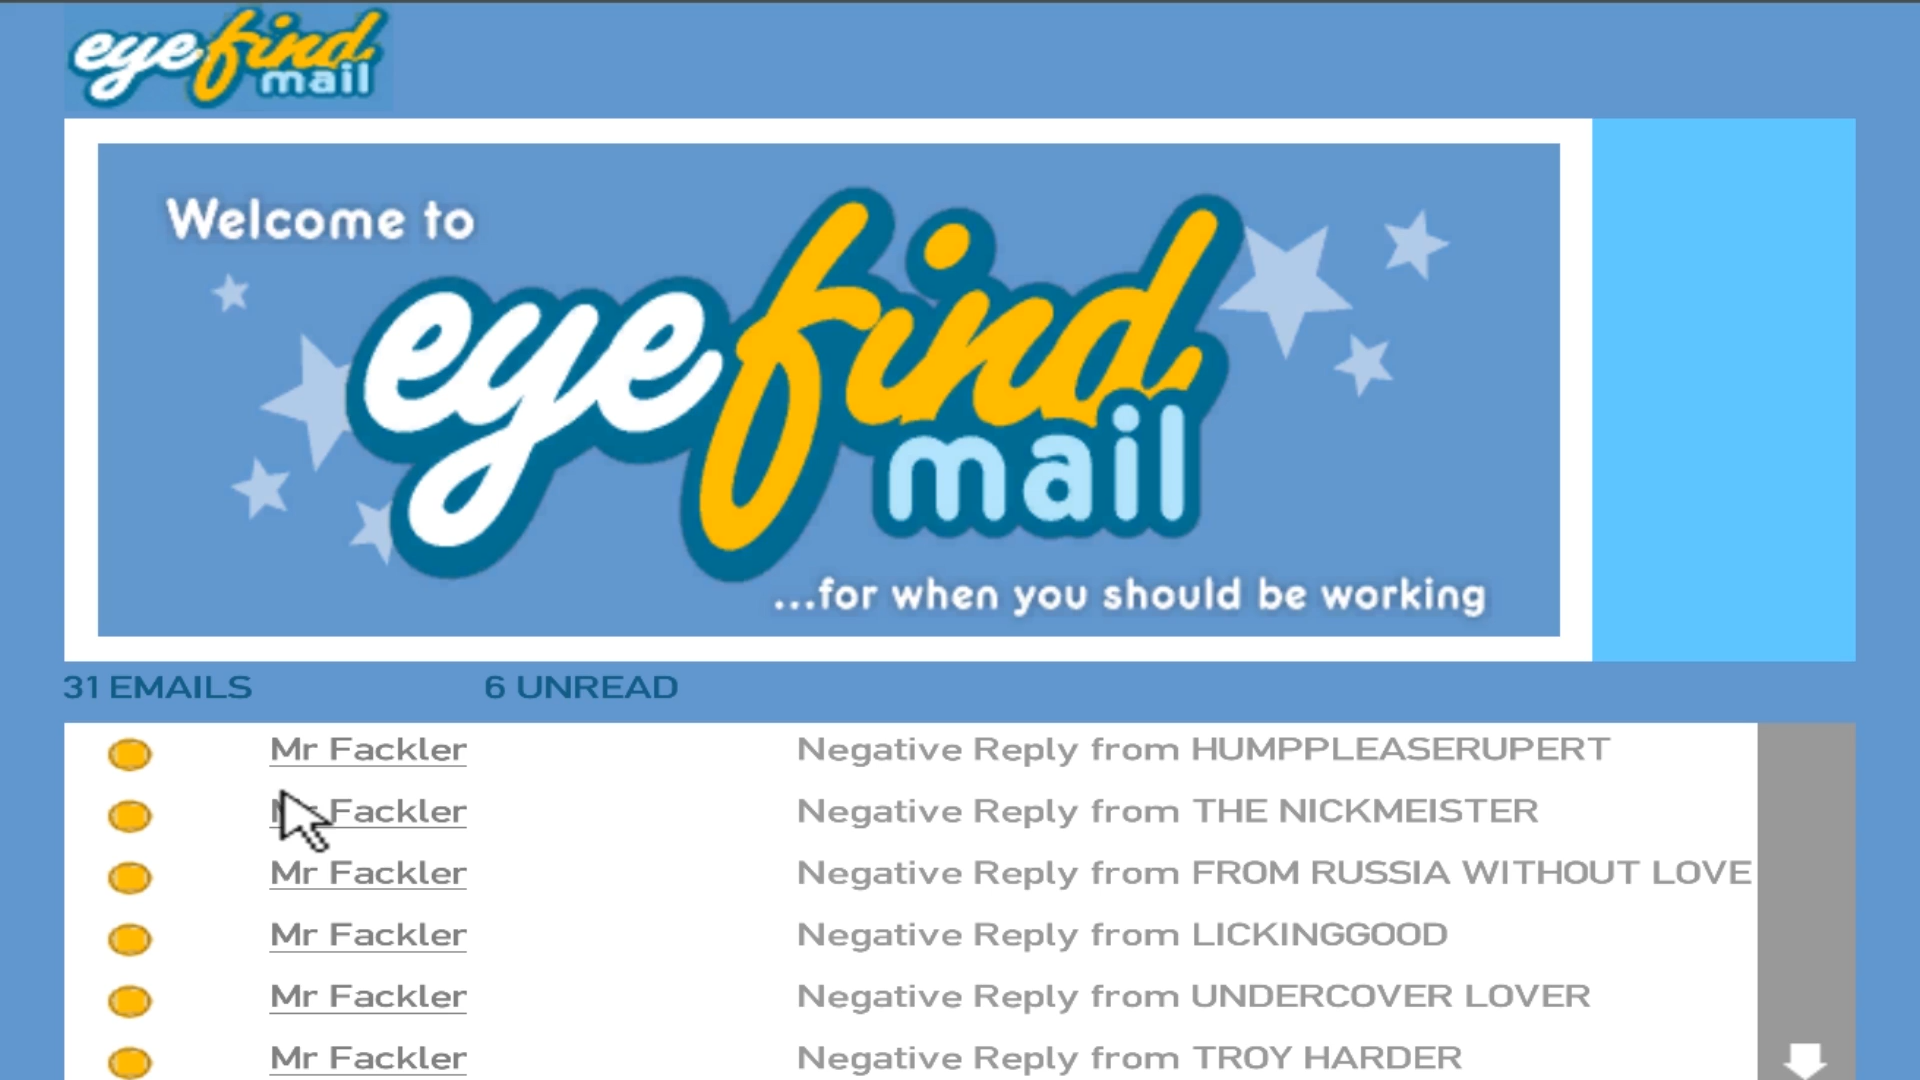 eyefind mail
Welcome to
eyefind mail
...for when you should be working
31 EMAILS 6 UNREAD
Mr Fackler Negative Reply from HUMPPLEASERUPERT
Mr Fackler Negative Reply from THE NICKMEISTER
Mr Fackler Negative Reply from FROM RUSSIA WITHOUT LOVE
Mr Fackler Negative Reply from LICKINGGOOD
Mr Fackler Negative Reply from UNDERCOVER LOVER
Mr Fackler Negative Reply from TROY HARDER